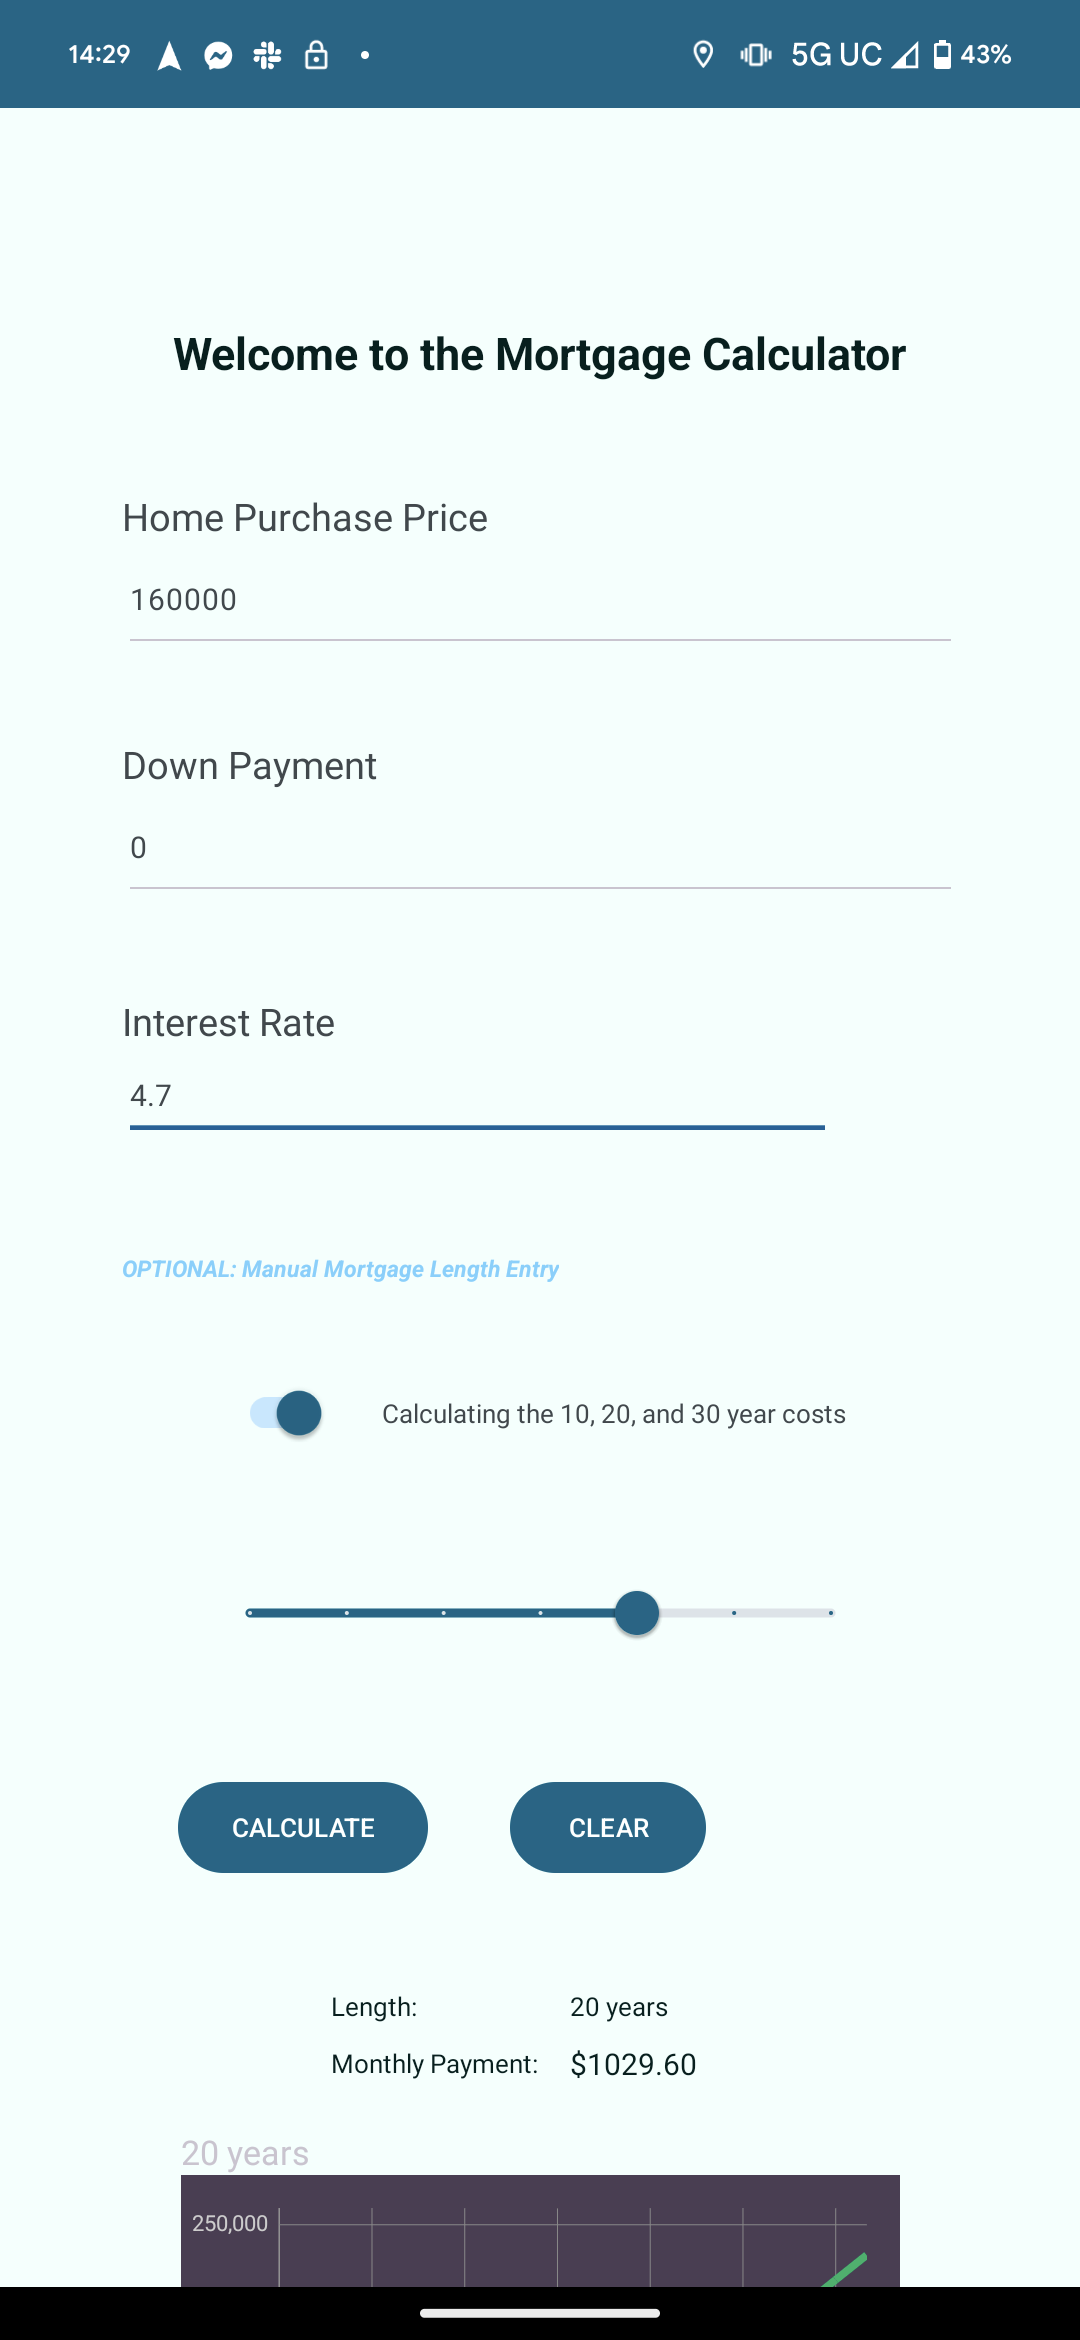 14:29 5G UC 43%
Welcome to the Mortgage Calculator
Home Purchase Price
160000
Down Payment
0
Interest Rate
4.7
OPTIONAL: Manual Mortgage Length Entry
Calculating the 10, 20, and 30 year costs
CALCULATE CLEAR
Length: 20 years
Monthly Payment: $1029.60
20 years
250,000